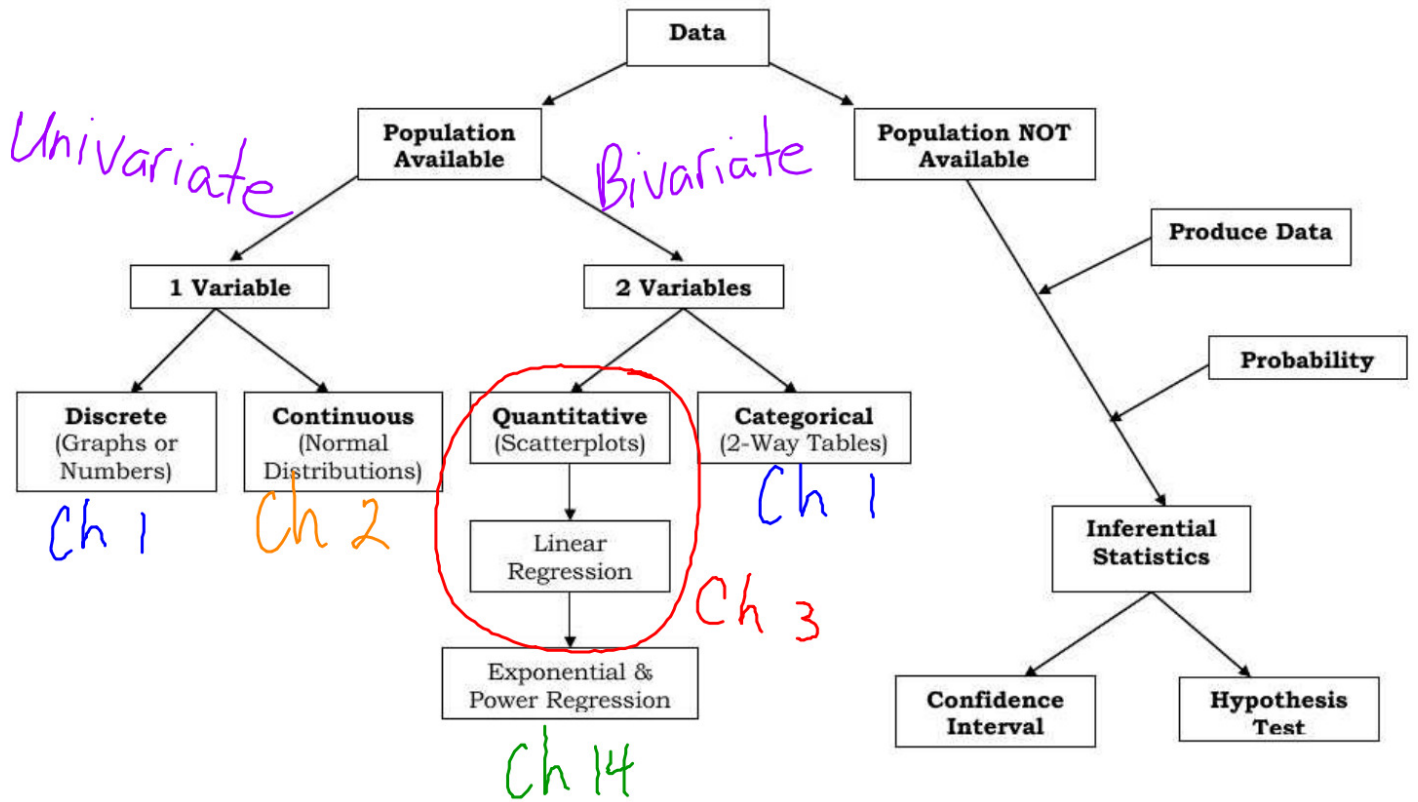 Data
Population
Available
Population NOT
Available
Univariate
Bivariate
Produce Data
1 Variable
2 Variables
Probability
Discrete
(Graphs or
Numbers)
Continuous
(Normal
Distributions)
Quantitative
(Scatterplots)
Categorical
(2-Way Tables)
Ch 1
Ch 2
Ch 1
Linear
Regression
Ch 3
Inferential
Statistics
Exponential &
Power Regression
Confidence
Interval
Hypothesis
Test
Ch 14